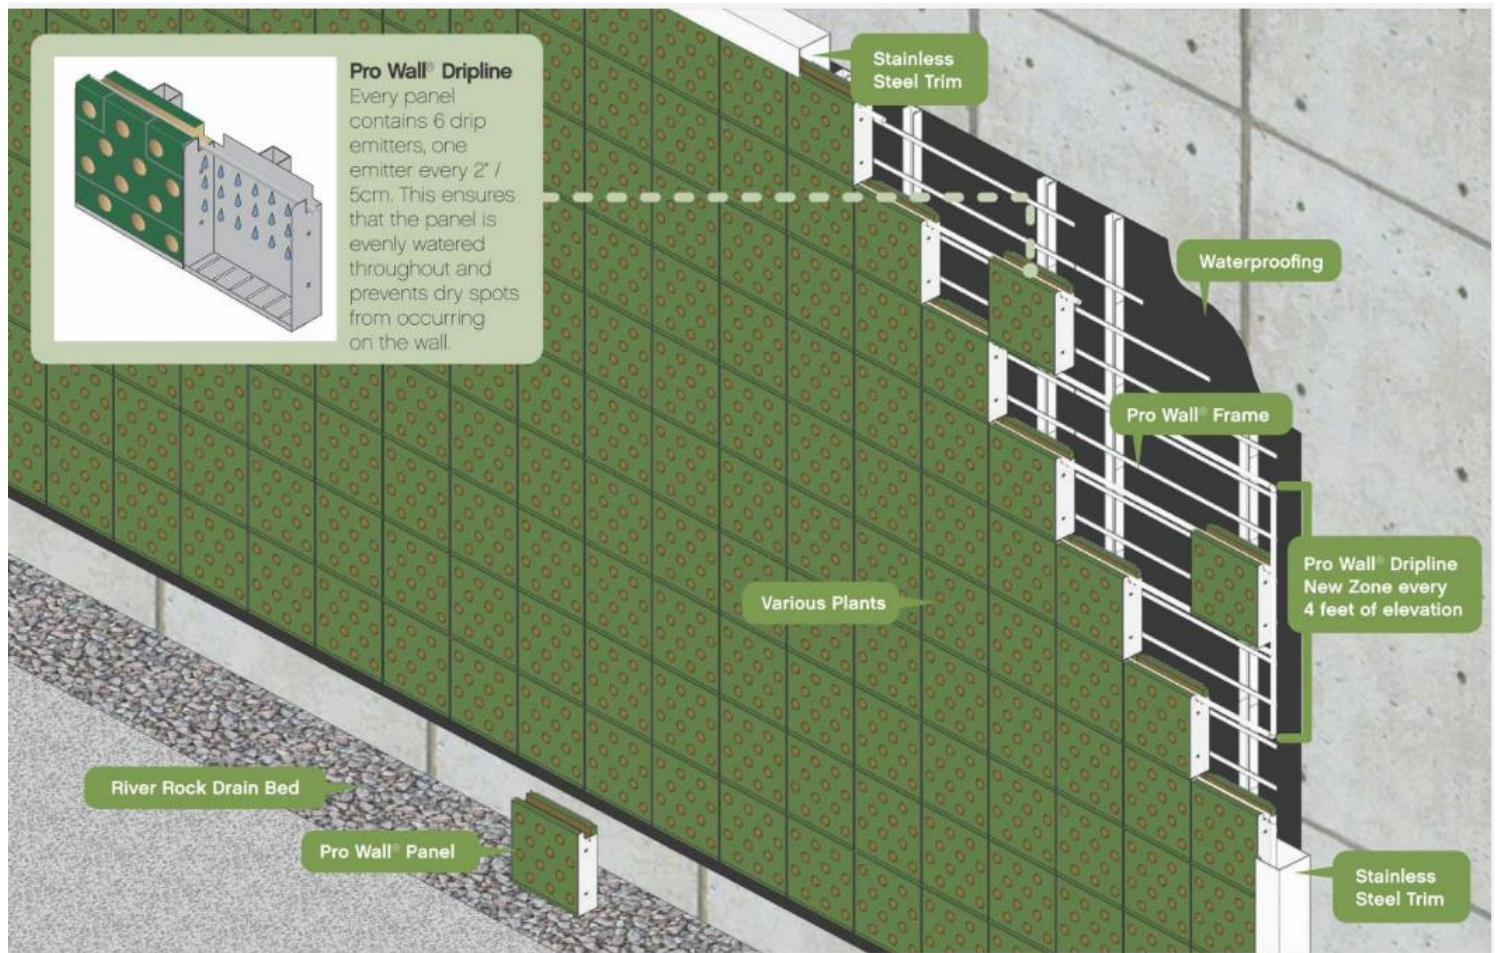 Pro Wall® Dripline
Every panel
contains 6 drip
emitters, one
emitter every 2" /
5cm. This ensures
that the panel is
evenly watered
throughout and
prevents dry spots
from occurring
on the wall.
Stainless
Steel Trim
Waterproofing
Pro Wall® Frame
Pro Wall® Dripline
New Zone every
4 feet of elevation
Various Plants
River Rock Drain Bed
Pro Wall® Panel
Stainless
Steel Trim